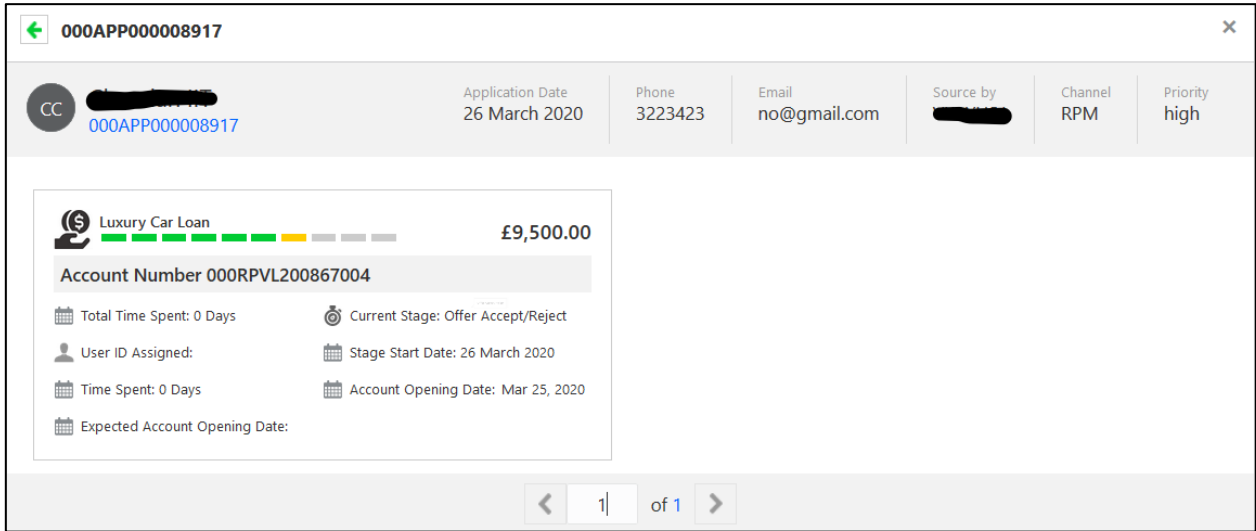 000APP000008917
CC
000APP000008917
Application Date
26 March 2020
Phone
3223423
Email
no@gmail.com
Source by
Channel
RPM
Priority
high
Luxury Car Loan
£9,500.00
Account Number 000RPVL200867004
Total Time Spent: 0 Days
Current Stage: Offer Accept/Reject
User ID Assigned:
Stage Start Date: 26 March 2020
Time Spent: 0 Days
Account Opening Date: Mar 25, 2020
Expected Account Opening Date:
1 of 1